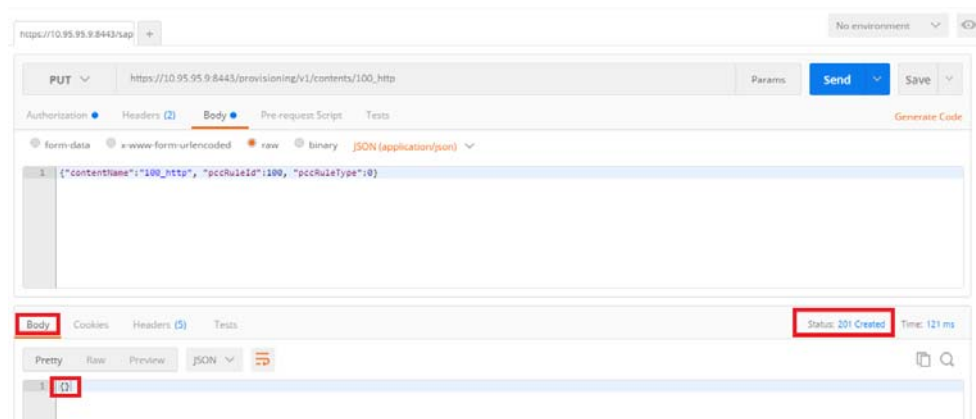 No environment
https://10.95.95.9:8443/sap +
PUT https://10.95.95.9:8443/provisioning/v1/contents/100_http Params Send Save
Authorization Headers (2) Body Pre-request Script Tests Generate Code
form-data x-www-form-urlencoded raw binary JSON (application/json)
1 {"contentName":"100_http", "pccRuleId":100, "pccRuleType":0}
Body Cookies Headers (5) Tests Status: 201 Created Time: 121 ms
Pretty Raw Preview JSON
1 {}